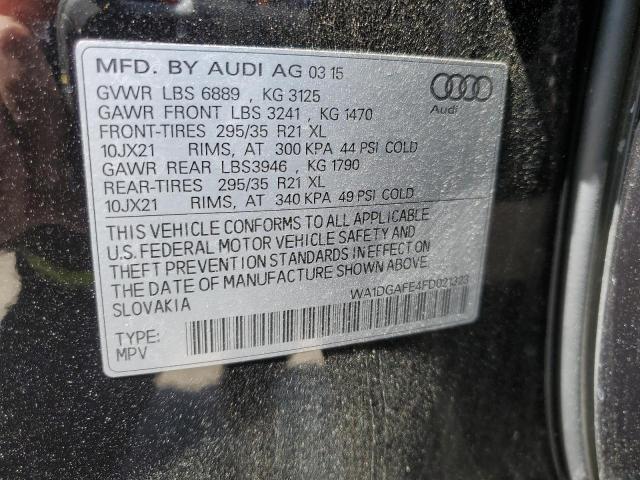 MFD. BY AUDI AG 03 15
GVWR LBS 6889 , KG 3125
GAWR FRONT LBS 3241 , KG 1470
FRONT-TIRES 295/35 R21 XL
10JX21 RIMS, AT 300 KPA 44 PSI COLD
GAWR REAR LBS3946 , KG 1790
REAR-TIRES 295/35 R21 XL
10JX21 RIMS, AT 340 KPA 49 PSI COLD
Audi
THIS VEHICLE CONFORMS TO ALL APPLICABLE
U.S. FEDERAL MOTOR VEHICLE SAFETY AND
THEFT PREVENTION STANDARDS IN EFFECT ON
THE DATE OF MANUFACTURE SHOWN ABOVE.
SLOVAKIA
WA1DGAFE4FD021323
TYPE:
MPV